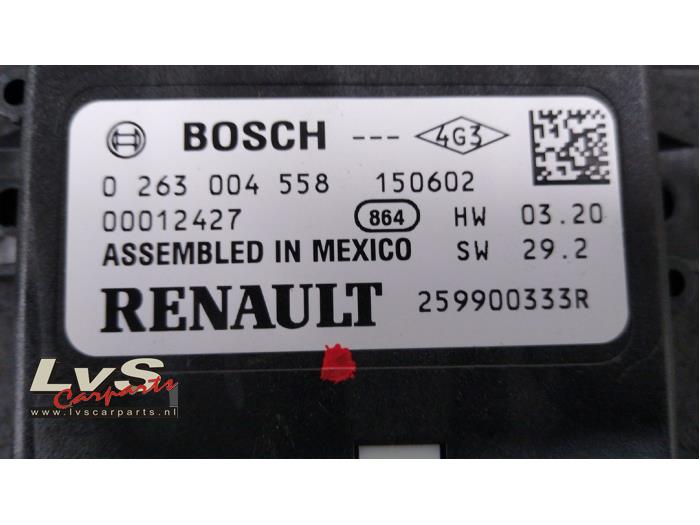 BOSCH --- 4G3
0 263 004 558 150602
00012427 864 HW 03.20
ASSEMBLED IN MEXICO SW 29.2
RENAULT 259900333R
LvS
Carparts
www.lvscarparts.nl